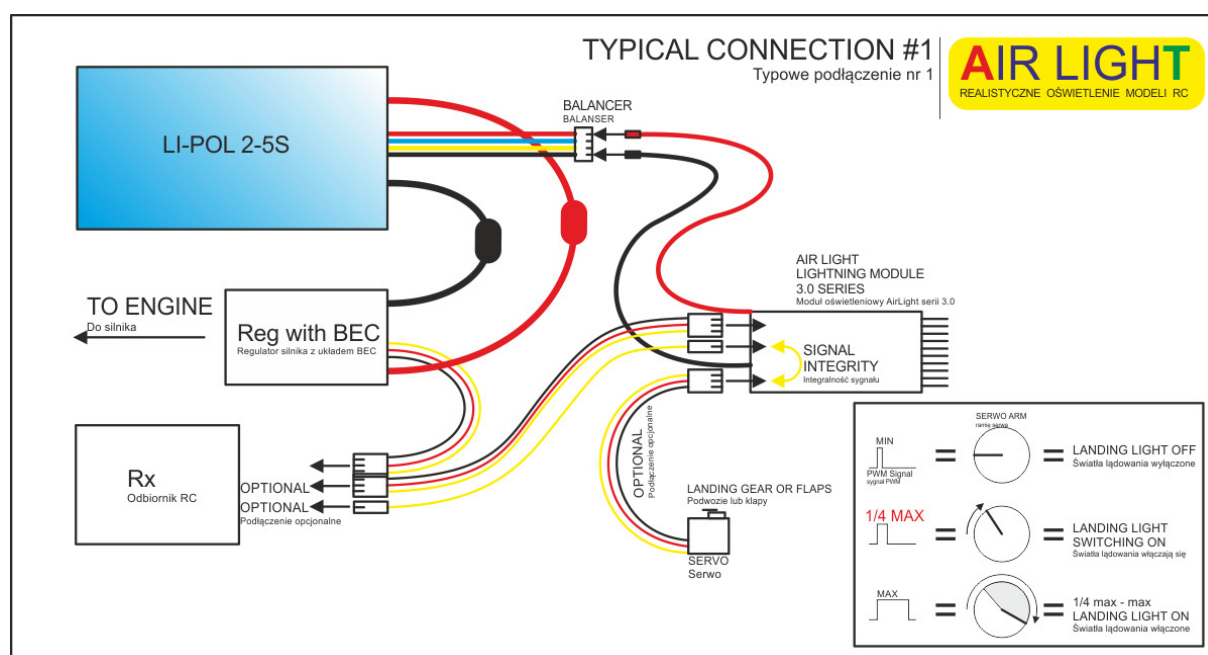 TYPICAL CONNECTION #1
Typowe podłączenie nr 1
AIR LIGHT
REALISTYCZNE OŚWIETLENIE MODELI RC
LI-POL 2-5S
BALANCER
BALANSER
AIR LIGHT
LIGHTNING MODULE
3.0 SERIES
Moduł oświetleniowy AirLight serii 3.0
TO ENGINE
Do silnika
Reg with BEC
Regulator silnika z układem BEC
SIGNAL
INTEGRITY
Integralność sygnału
Rx
Odbiornik RC
OPTIONAL
OPTIONAL
Podłączenie opcjonalne
OPTIONAL
Podłączenie opcjonalne
LANDING GEAR OR FLAPS
Podwozie lub klapy
SERVO
Serwo
SERWO ARM
ramię serwa
MIN
PWM Signal
sygnał PWM
=
=
LANDING LIGHT OFF
Światła lądowania wyłączone
1/4 MAX
=
=
LANDING LIGHT
SWITCHING ON
Światła lądowania włączają się
MAX
=
=
1/4 max - max
LANDING LIGHT ON
Światła lądowania włączone